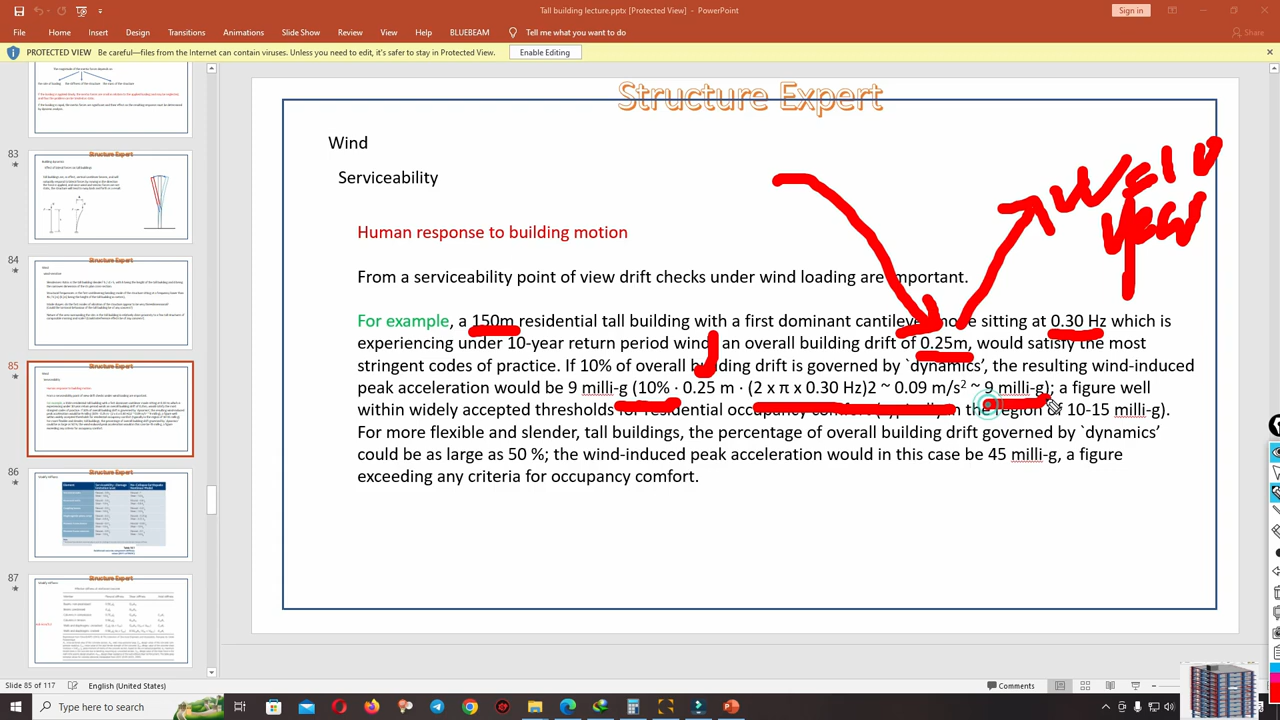 Tall building lecture.pptx [Protected View] - PowerPoint
Sign in
File Home Insert Design Transitions Animations Slide Show Review View Help BLUEBEAM Tell me what you want to do Share
PROTECTED VIEW Be careful—files from the Internet can contain viruses. Unless you need to edit, it's safer to stay in Protected View. Enable Editing
83
84
85
86
87
Structure Expert
Wind
Serviceability
Human response to building motion
From a serviceability point of view drift checks under wind loading are important.
For example, a 150m residential tall building with a first dominant cantilever mode sitting at 0.30 Hz which is
experiencing under 10-year return period wind, an overall building drift of 0.25m, would satisfy the most
stringent codes of practice. If 10% of overall building drift is governed by `dynamics', the resulting wind-induced
peak acceleration would be 9 milli-g (10% · 0.25 m · x 0.30 Hz)2 ~ 0.09 m/s² ~ 9 milli-g); a figure well
within widely accepted thresholds for residential region of 10-15 milli-g).
For more flexible and slender, tall buildings, the percentage of overall building drift governed by `dynamics'
could be as large as 50 %; the wind-induced peak acceleration would in this case be 45 milli-g, a figure
exceeding any criteria for occupancy comfort.
10
year
Slide 85 of 117 English (United States) Comments
Type here to search